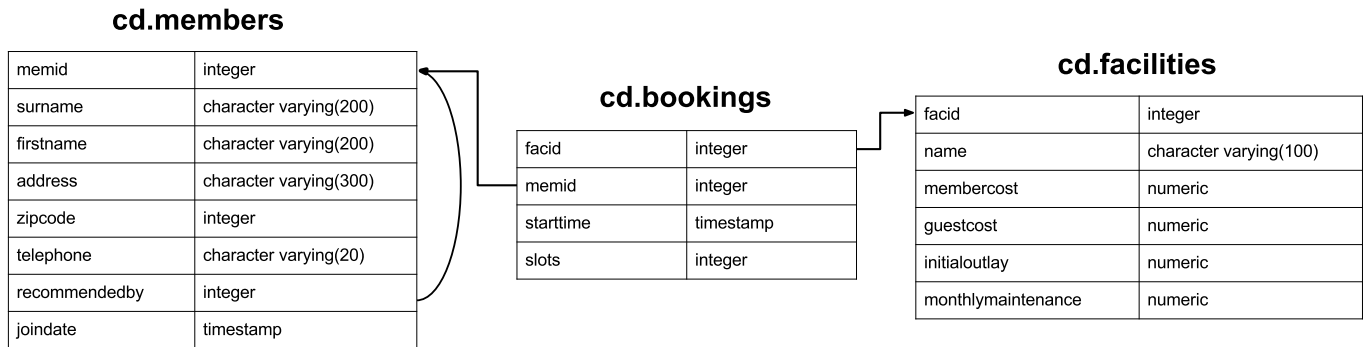 cd.members
memid integer
surname character varying(200)
firstname character varying(200)
address character varying(300)
zipcode integer
telephone character varying(20)
recommendedby integer
joindate timestamp
cd.bookings
facid integer
memid integer
starttime timestamp
slots integer
cd.facilities
facid integer
name character varying(100)
membercost numeric
guestcost numeric
initialoutlay numeric
monthlymaintenance numeric